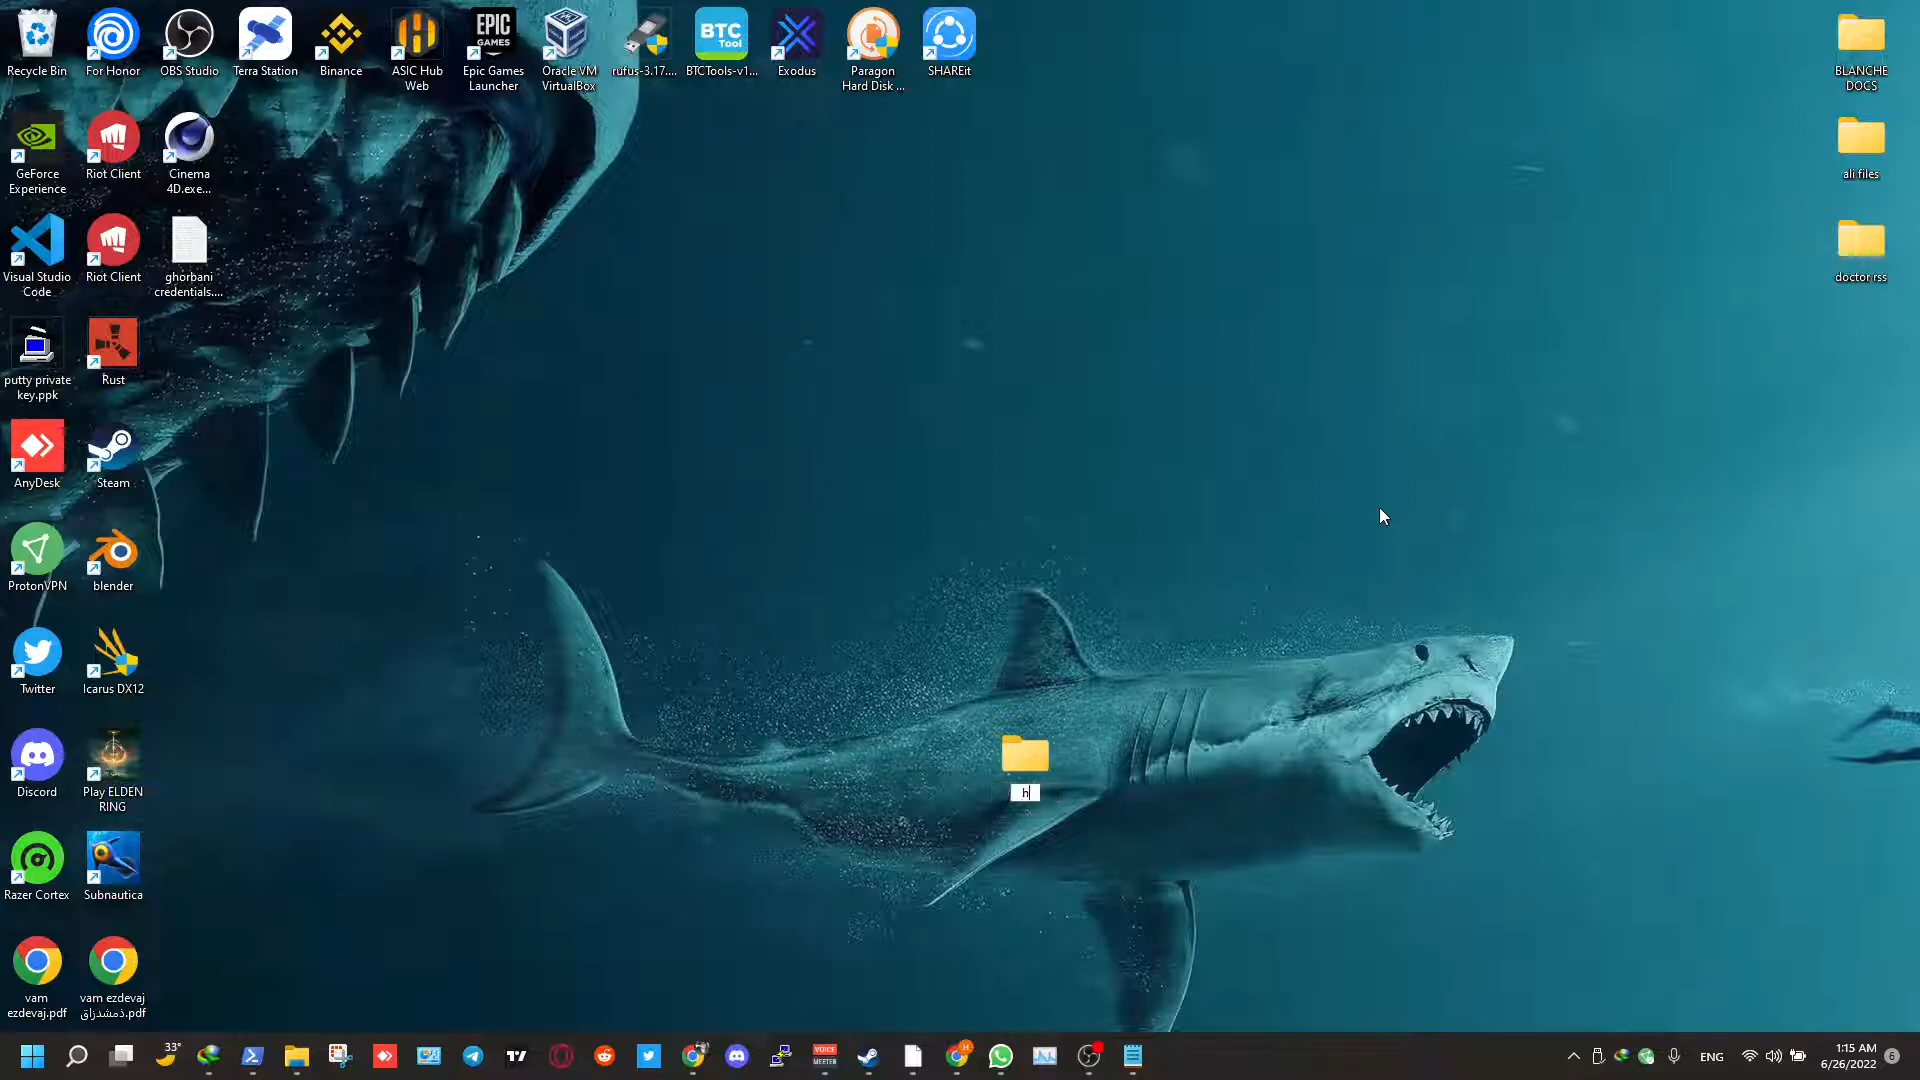 Recycle Bin
For Honor
OBS Studio
Terra Station
Binance
ASIC Hub
Web
EPIC
GAMES
Epic Games
Launcher
Oracle VM
VirtualBox
rufus-3.17....
BTC
Tool
BTCTools-v1...
Exodus
Paragon
Hard Disk ...
SHAREit
BLANCHE
DOCS
GeForce
Experience
Riot Client
Cinema
4D.exe...
ali files
Visual Studio
Code
Riot Client
ghorbani
credentials....
doctor rss
putty private
key.ppk
Rust
AnyDesk
Steam
ProtonVPN
blender
Twitter
Icarus DX12
h
Discord
Play ELDEN
RING
Razer Cortex
Subnautica
vam
ezdevaj.pdf
vam ezdevaj
ذمشدزاق.pdf
33°
VOICE
MEETER
H
ENG
1:15 AM
6/26/2022
6